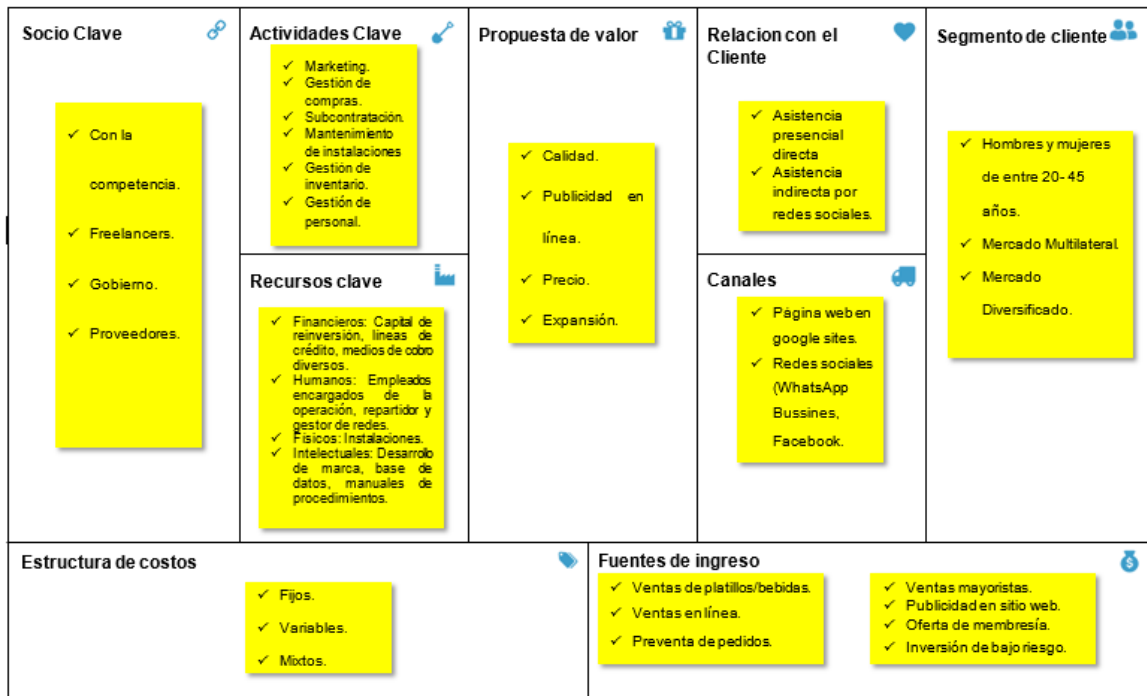 Socio Clave
✓ Con la
competencia.
✓ Freelancers.
✓ Gobierno.
✓ Proveedores.
Actividades Clave
✓ Marketing.
✓ Gestión de
compras.
✓ Subcontratación.
✓ Mantenimiento
de instalaciones
✓ Gestión de
inventario.
✓ Gestión de
personal.
Recursos clave
✓ Financieros: Capital de
reinversión, líneas de
crédito, medios de cobro
diversos.
✓ Humanos: Empleados
encargados de la
operación, repartidor y
gestor de redes.
✓ Físicos: Instalaciones.
✓ Intelectuales: Desarrollo
de marca, base de
datos, manuales de
procedimientos.
Propuesta de valor
✓ Calidad.
✓ Publicidad en
línea.
✓ Precio.
✓ Expansión.
Relacion con el
Cliente
✓ Asistencia
presencial
directa
✓ Asistencia
indirecta por
redes sociales.
Canales
✓ Página web en
google sites.
✓ Redes sociales
(WhatsApp
Bussines,
Facebook.
Segmento de cliente
✓ Hombres y mujeres
de entre 20- 45
años.
✓ Mercado Multilateral
✓ Mercado
Diversificado.
Estructura de costos
✓ Fijos.
✓ Variables.
✓ Mixtos.
Fuentes de ingreso
✓ Ventas de platillos/bebidas.
✓ Ventas en línea.
✓ Preventa de pedidos.
✓ Ventas mayoristas.
✓ Publicidad en sitio web.
✓ Oferta de membresía.
✓ Inversión de bajo riesgo.